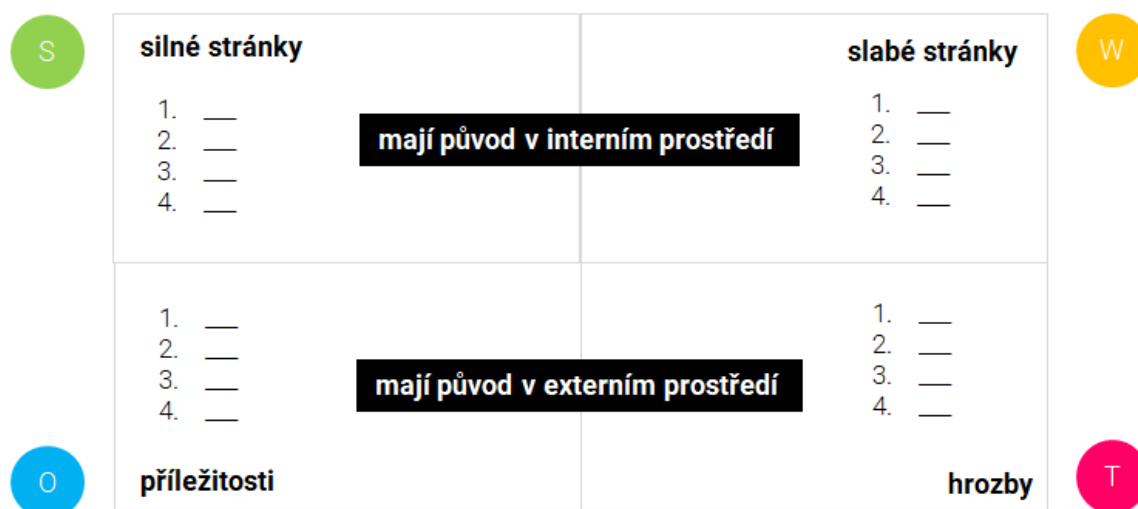 S
silné stránky
1. ___
2. ___
3. ___
4. ___
mají původ v interním prostředí
slabé stránky
1. ___
2. ___
3. ___
4. ___
W
1. ___
2. ___
3. ___
4. ___
mají původ v externím prostředí
1. ___
2. ___
3. ___
4. ___
O
příležitosti
hrozby
T